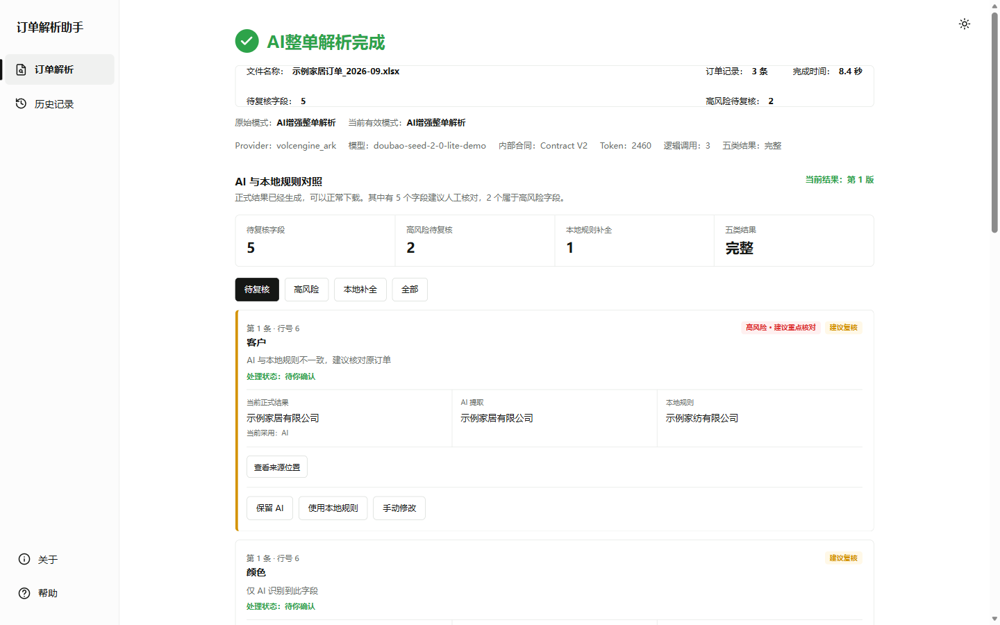 订单解析助手
订单解析
历史记录
关于
帮助
AI整单解析完成
文件名称： 示例家居订单_2026-09.xlsx 订单记录： 3 条 完成时间： 8.4 秒
待复核字段： 5 高风险待复核： 2
原始模式：AI增强整单解析 当前有效模式：AI增强整单解析
Provider：volcengine_ark 模型：doubao-seed-2-0-lite-demo 内部合同：Contract V2 Token：2460 逻辑调用：3 五类结果：完整
AI 与本地规则对照 当前结果：第 1 版
正式结果已经生成，可以正常下载。其中有 5 个字段建议人工核对，2 个属于高风险字段。
待复核字段 高风险待复核 本地规则补全 五类结果
5 2 1 完整
待复核 高风险 本地补全 全部
第 1 条 · 行号 6 高风险 • 建议重点核对 建议复核
客户
AI 与本地规则不一致，建议核对原订单
处理状态：待你确认
当前正式结果 AI 提取 本地规则
示例家居有限公司 示例家居有限公司 示例家纺有限公司
当前采用：AI
查看来源位置
保留 AI 使用本地规则 手动修改
第 1 条 · 行号 6 建议复核
颜色
仅 AI 识别到此字段
处理状态：待你确认